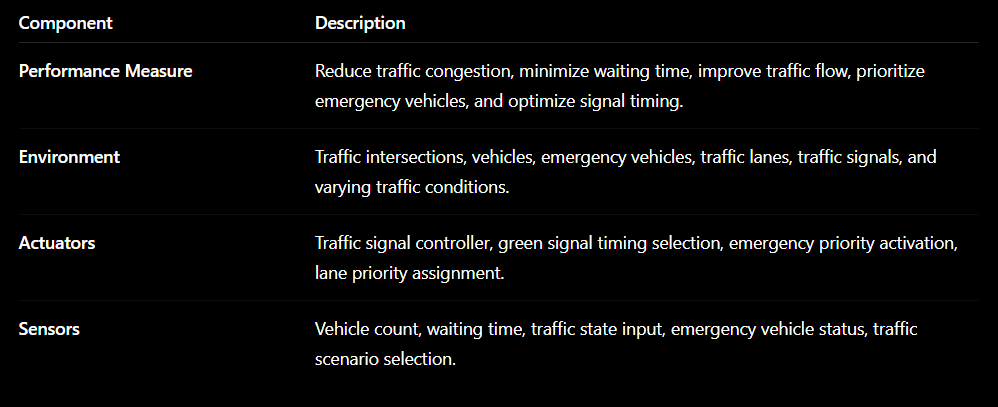 Component Description
Performance Measure Reduce traffic congestion, minimize waiting time, improve traffic flow, prioritize
emergency vehicles, and optimize signal timing.
Environment Traffic intersections, vehicles, emergency vehicles, traffic lanes, traffic signals, and
varying traffic conditions.
Actuators Traffic signal controller, green signal timing selection, emergency priority activation,
lane priority assignment.
Sensors Vehicle count, waiting time, traffic state input, emergency vehicle status, traffic
scenario selection.